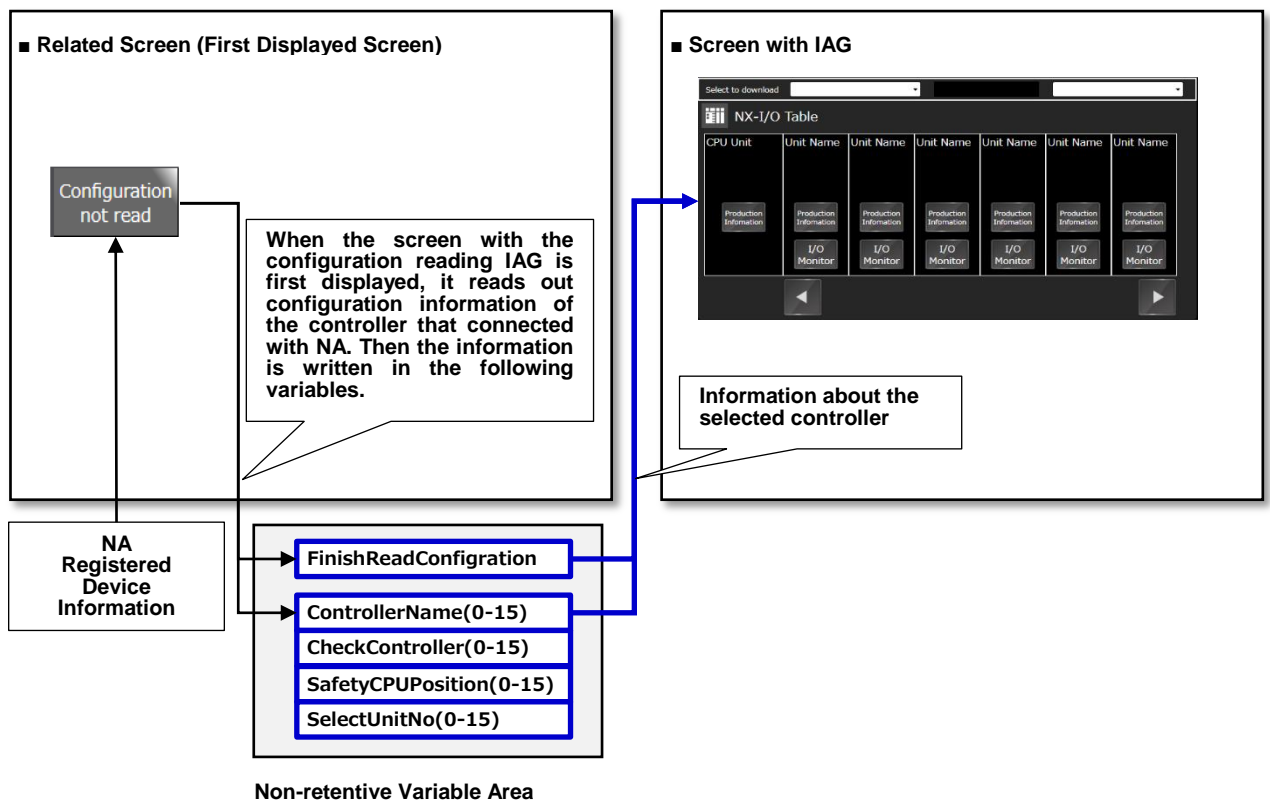 ■ Related Screen (First Displayed Screen)
Configuration
not read
When the screen with the
configuration reading IAG is
first displayed, it reads out
configuration information of
the controller that connected
with NA. Then the information
is written in the following
variables.
NA
Registered
Device
Information
FinishReadConfigration
ControllerName(0-15)
CheckController(0-15)
SafetyCPUPosition(0-15)
SelectUnitNo(0-15)
Non-retentive Variable Area
■ Screen with IAG
Select to download
NX-I/O Table
CPU Unit Unit Name Unit Name Unit Name Unit Name Unit Name Unit Name
Production Production Production Production Production Production Production
Infomation Infomation Infomation Infomation Infomation Infomation Infomation
I/O I/O I/O I/O I/O I/O
Monitor Monitor Monitor Monitor Monitor Monitor
Information about the
selected controller